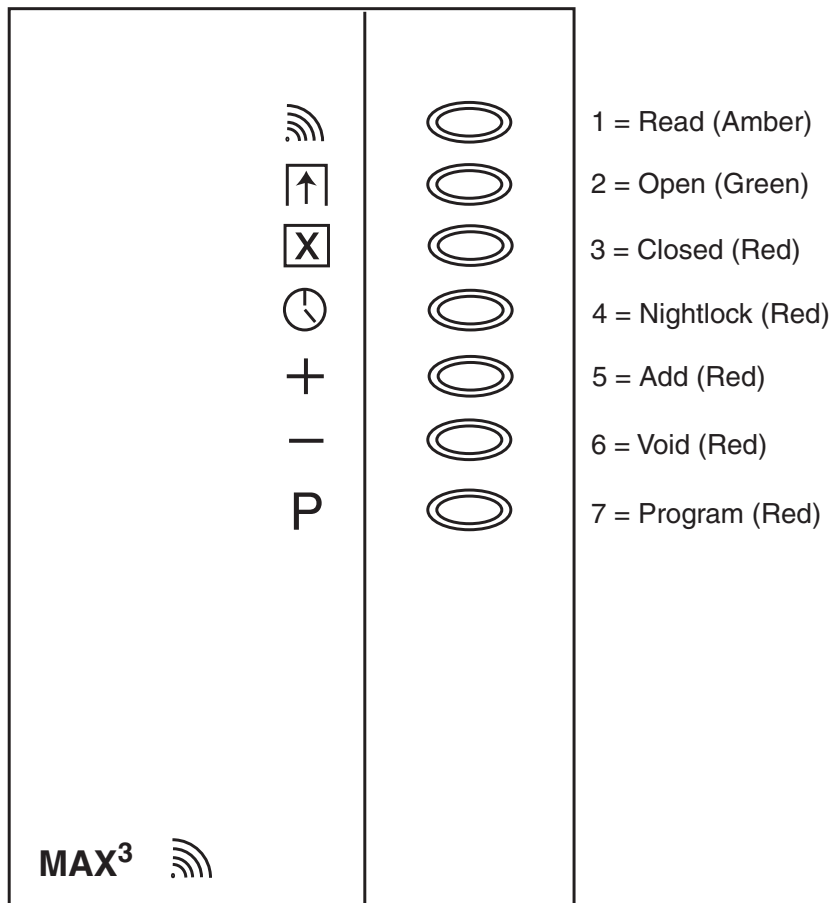 1 = Read (Amber)
2 = Open (Green)
X 3 = Closed (Red)
4 = Nightlock (Red)
+ 5 = Add (Red)
− 6 = Void (Red)
P 7 = Program (Red)
MAX³